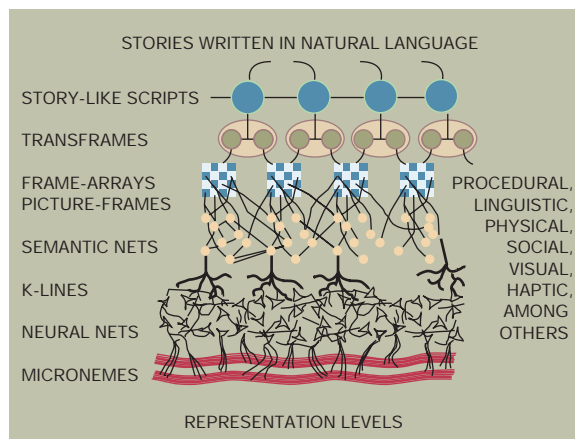 STORIES WRITTEN IN NATURAL LANGUAGE
STORY-LIKE SCRIPTS
TRANSFRAMES
FRAME-ARRAYS
PICTURE-FRAMES
SEMANTIC NETS
K-LINES
NEURAL NETS
MICRONEMES
PROCEDURAL,
LINGUISTIC,
PHYSICAL,
SOCIAL,
VISUAL,
HAPTIC,
AMONG
OTHERS
REPRESENTATION LEVELS